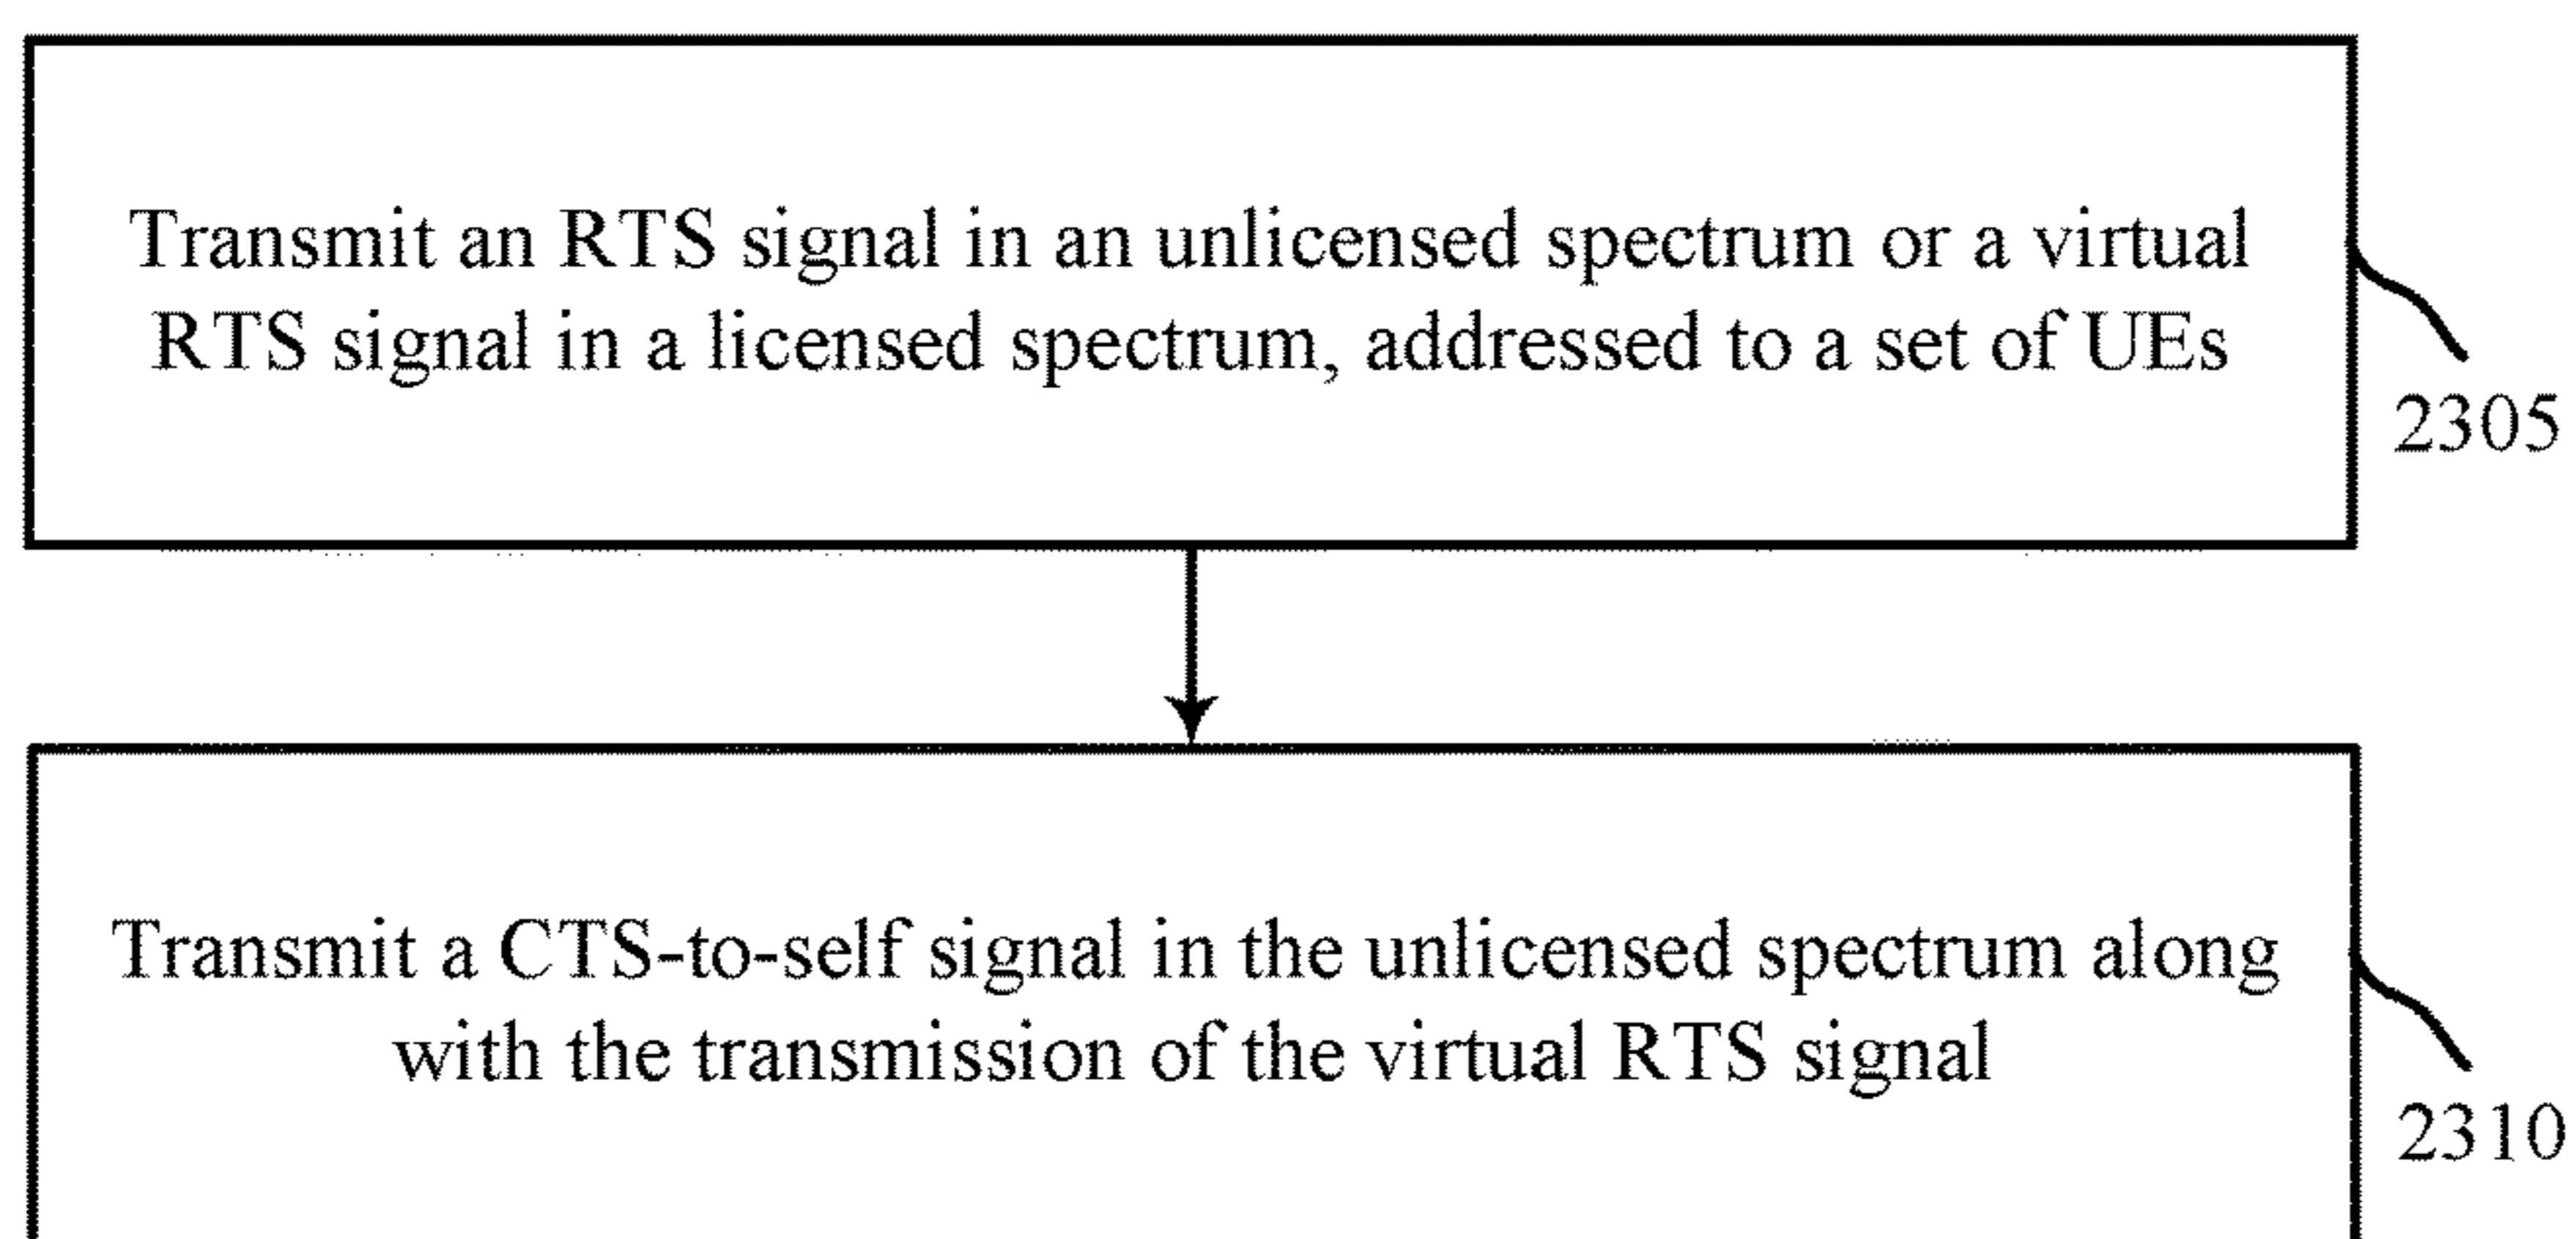 Transmit an RTS signal in an unlicensed spectrum or a virtual
RTS signal in a licensed spectrum, addressed to a set of UEs
2305
Transmit a CTS-to-self signal in the unlicensed spectrum along
with the transmission of the virtual RTS signal
2310